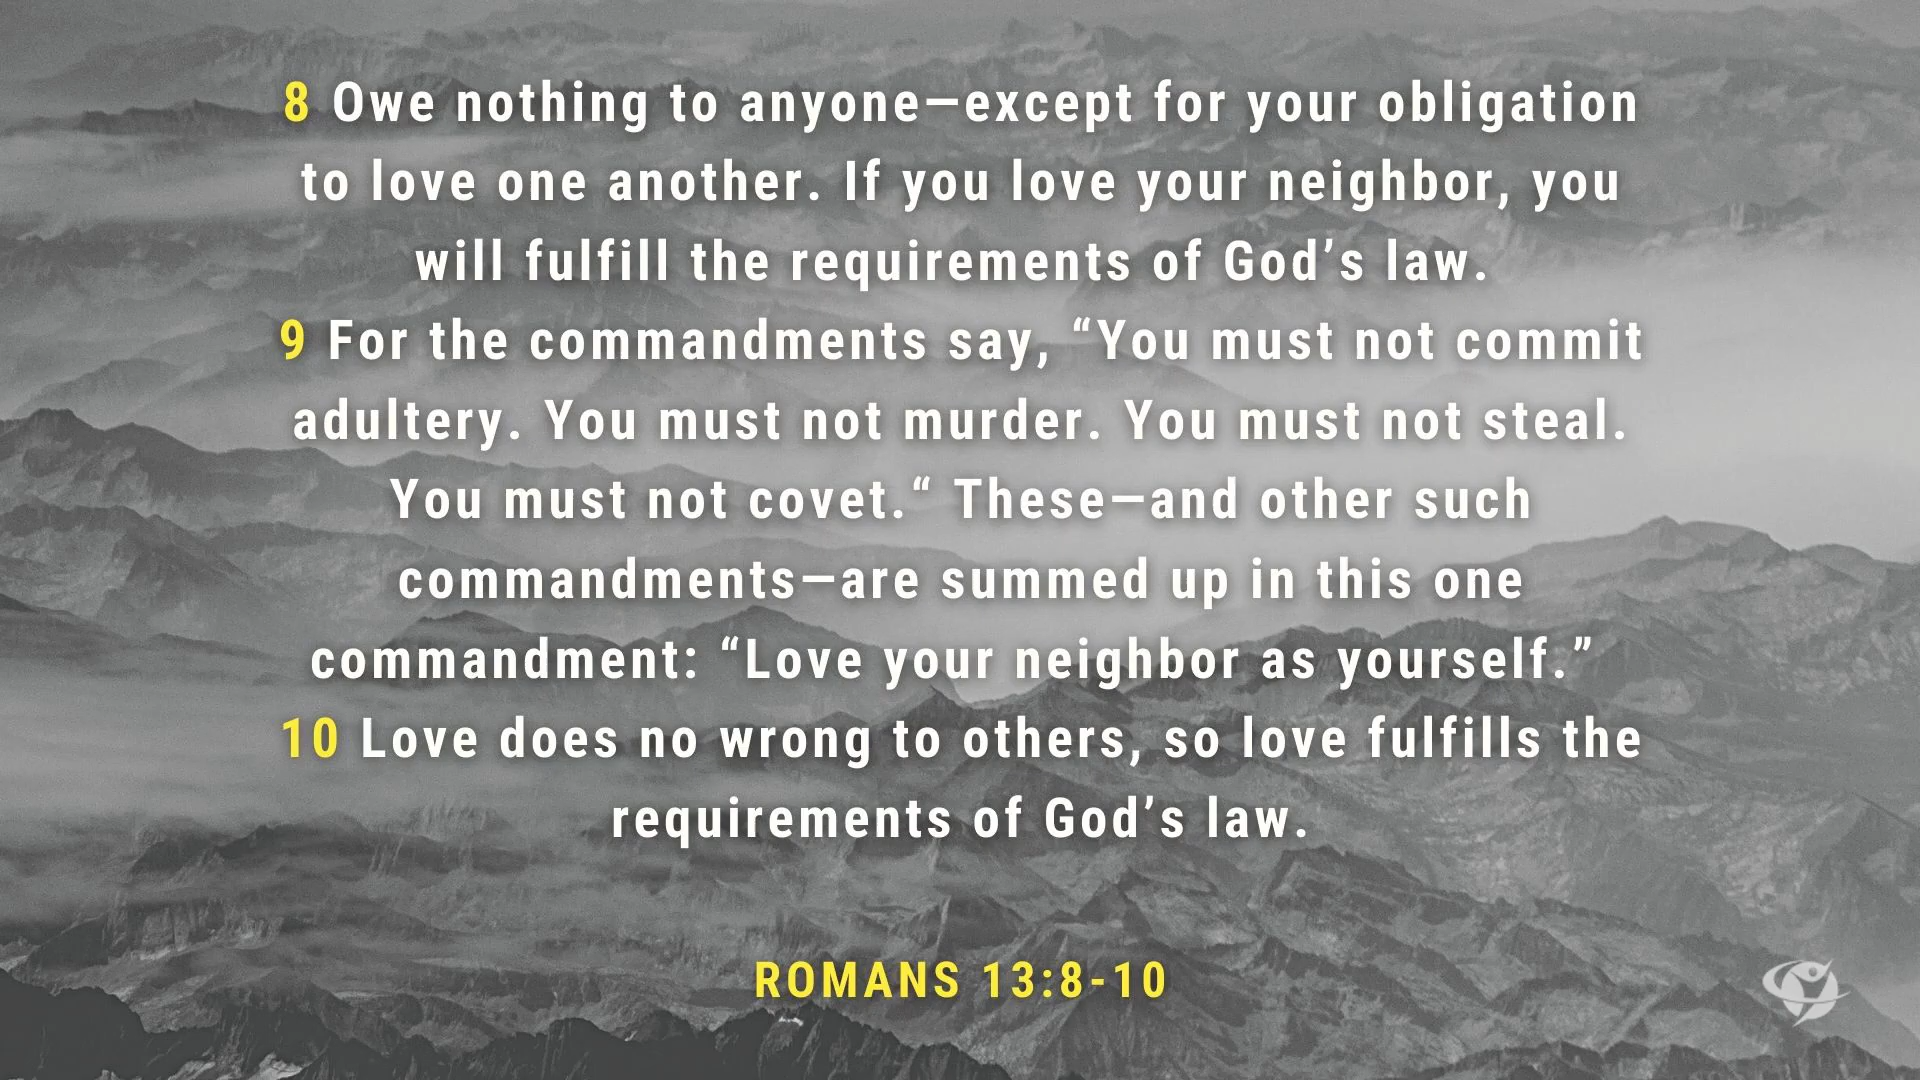 8 Owe nothing to anyone—except for your obligation
to love one another. If you love your neighbor, you
will fulfill the requirements of God’s law.
9 For the commandments say, “You must not commit
adultery. You must not murder. You must not steal.
You must not covet.“ These—and other such
commandments—are summed up in this one
commandment: “Love your neighbor as yourself.”
10 Love does no wrong to others, so love fulfills the
requirements of God’s law.
ROMANS 13:8-10